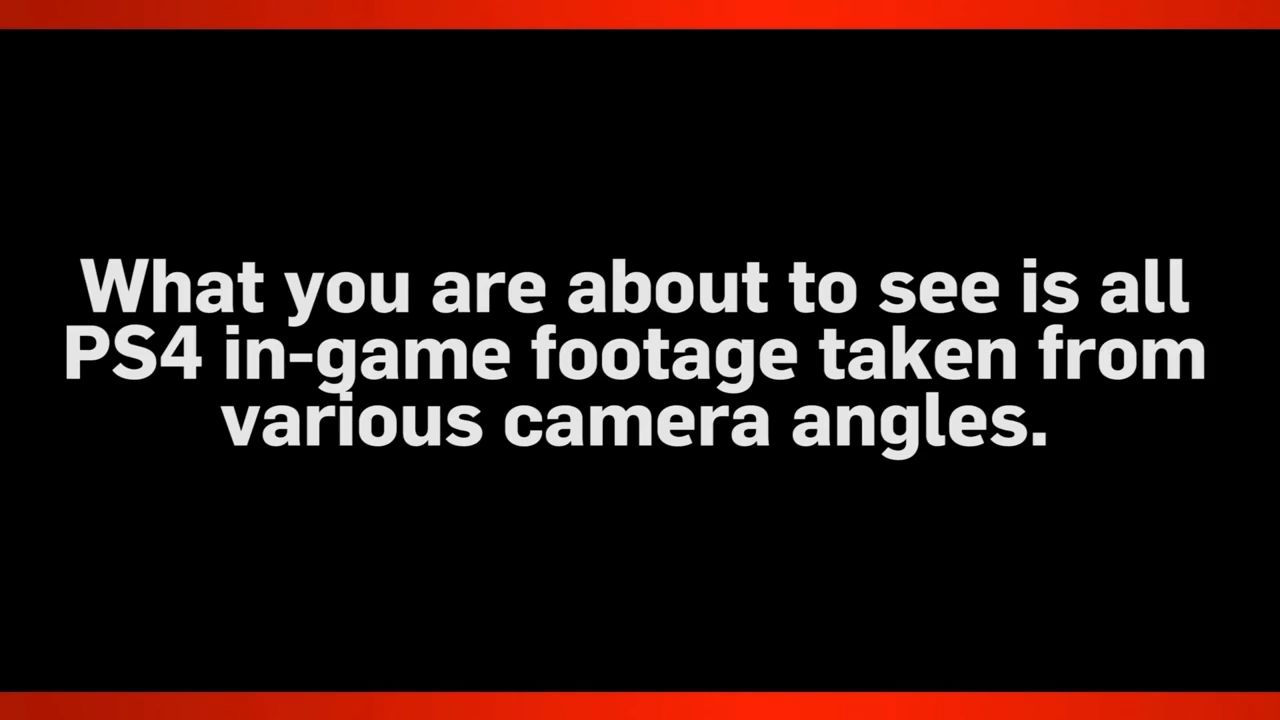 What you are about to see is all
PS4 in-game footage taken from
various camera angles.